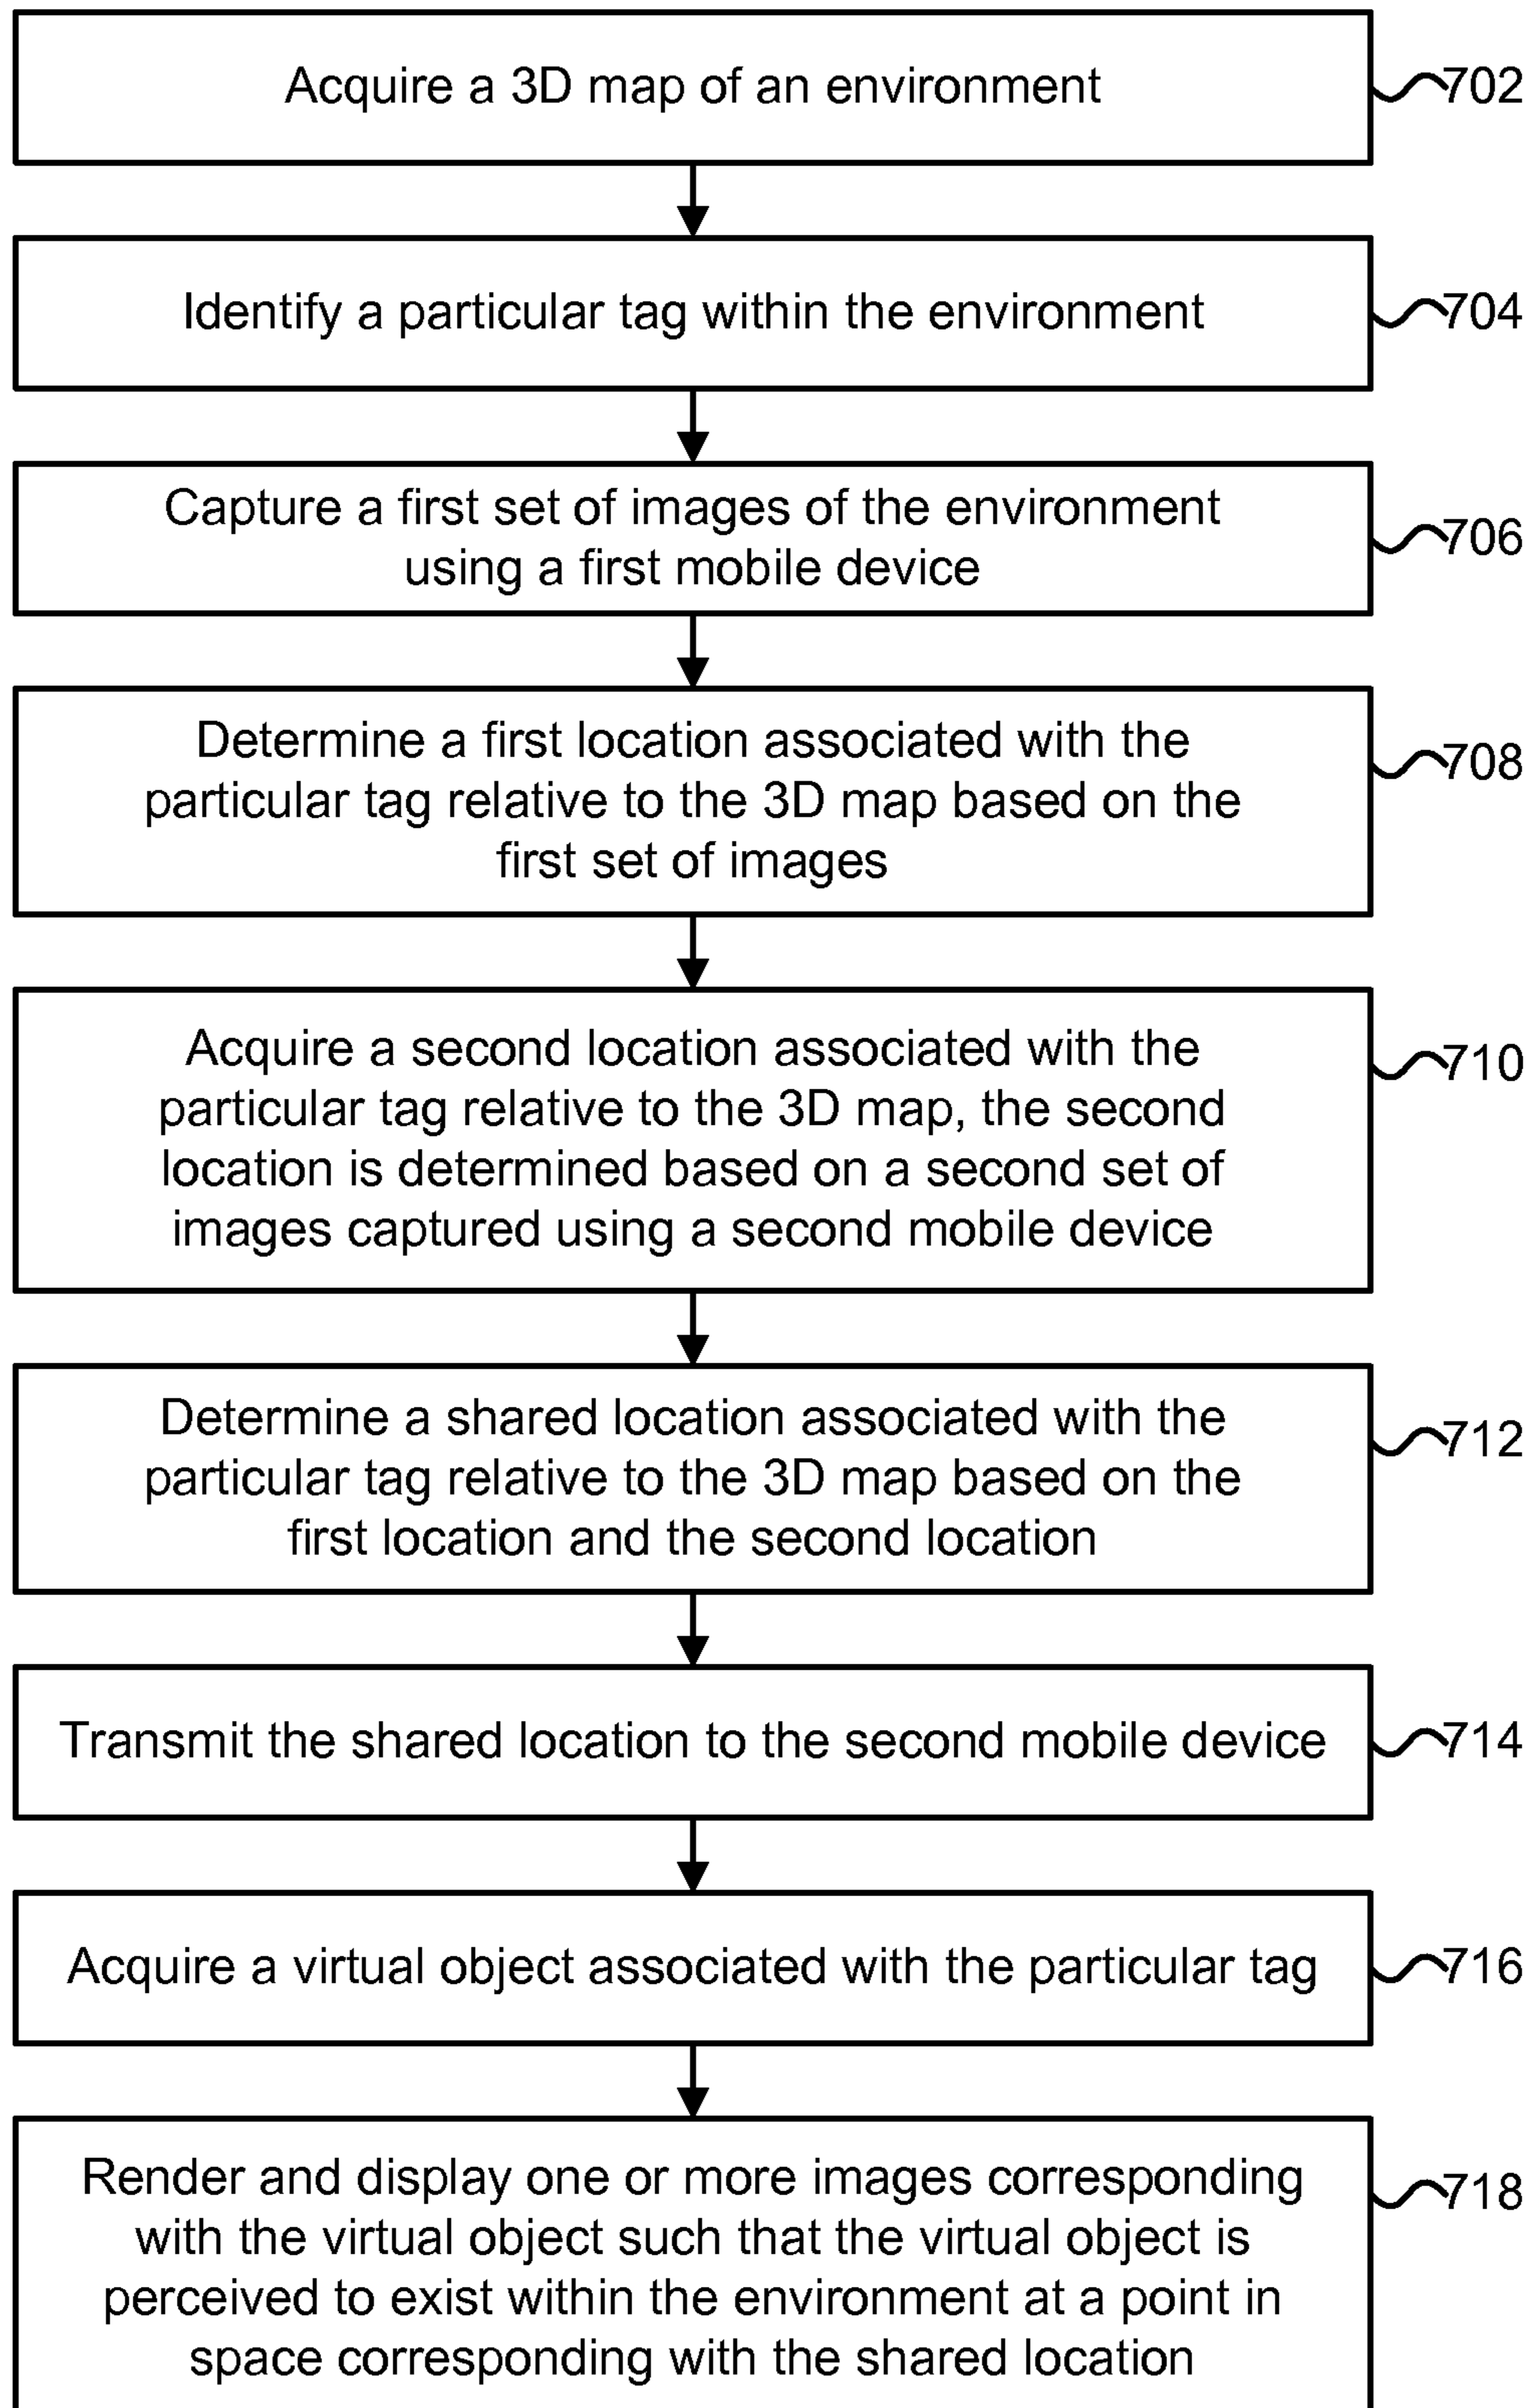 Acquire a 3D map of an environment
702
Identify a particular tag within the environment
704
Capture a first set of images of the environment
using a first mobile device
706
Determine a first location associated with the
particular tag relative to the 3D map based on the
first set of images
708
Acquire a second location associated with the
particular tag relative to the 3D map, the second
location is determined based on a second set of
images captured using a second mobile device
710
Determine a shared location associated with the
particular tag relative to the 3D map based on the
first location and the second location
712
Transmit the shared location to the second mobile device
714
Acquire a virtual object associated with the particular tag
716
Render and display one or more images corresponding
with the virtual object such that the virtual object is
perceived to exist within the environment at a point in
space corresponding with the shared location
718